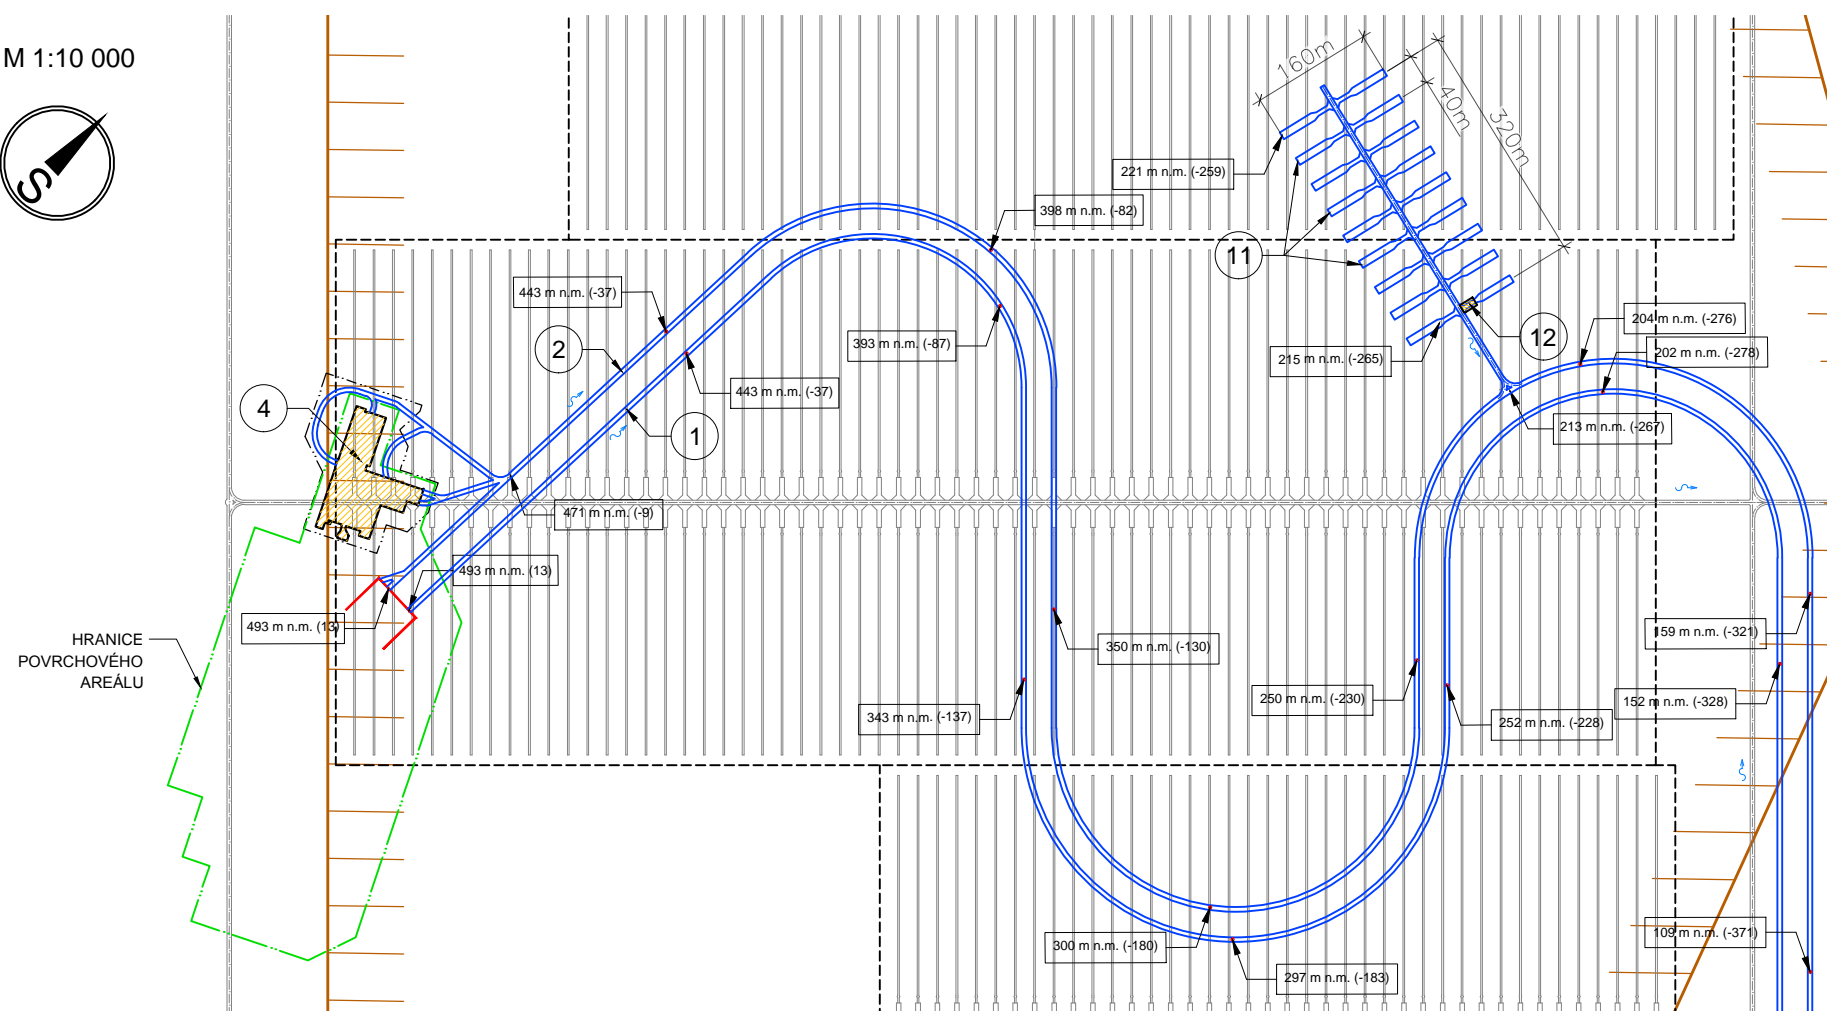 M 1:10 000
S
160m
40m
320m
221 m n.m. (-259)
398 m n.m. (-82)
11
443 m n.m. (-37)
204 m n.m. (-276)
2
393 m n.m. (-87)
12
215 m n.m. (-265)
202 m n.m. (-278)
443 m n.m. (-37)
4
1
213 m n.m. (-267)
471 m n.m. (-9)
493 m n.m. (13)
493 m n.m. (13)
HRANICE
POVRCHOVÉHO
AREÁLU
350 m n.m. (-130)
159 m n.m. (-321)
250 m n.m. (-230)
152 m n.m. (-328)
343 m n.m. (-137)
252 m n.m. (-228)
300 m n.m. (-180)
109 m n.m. (-371)
297 m n.m. (-183)